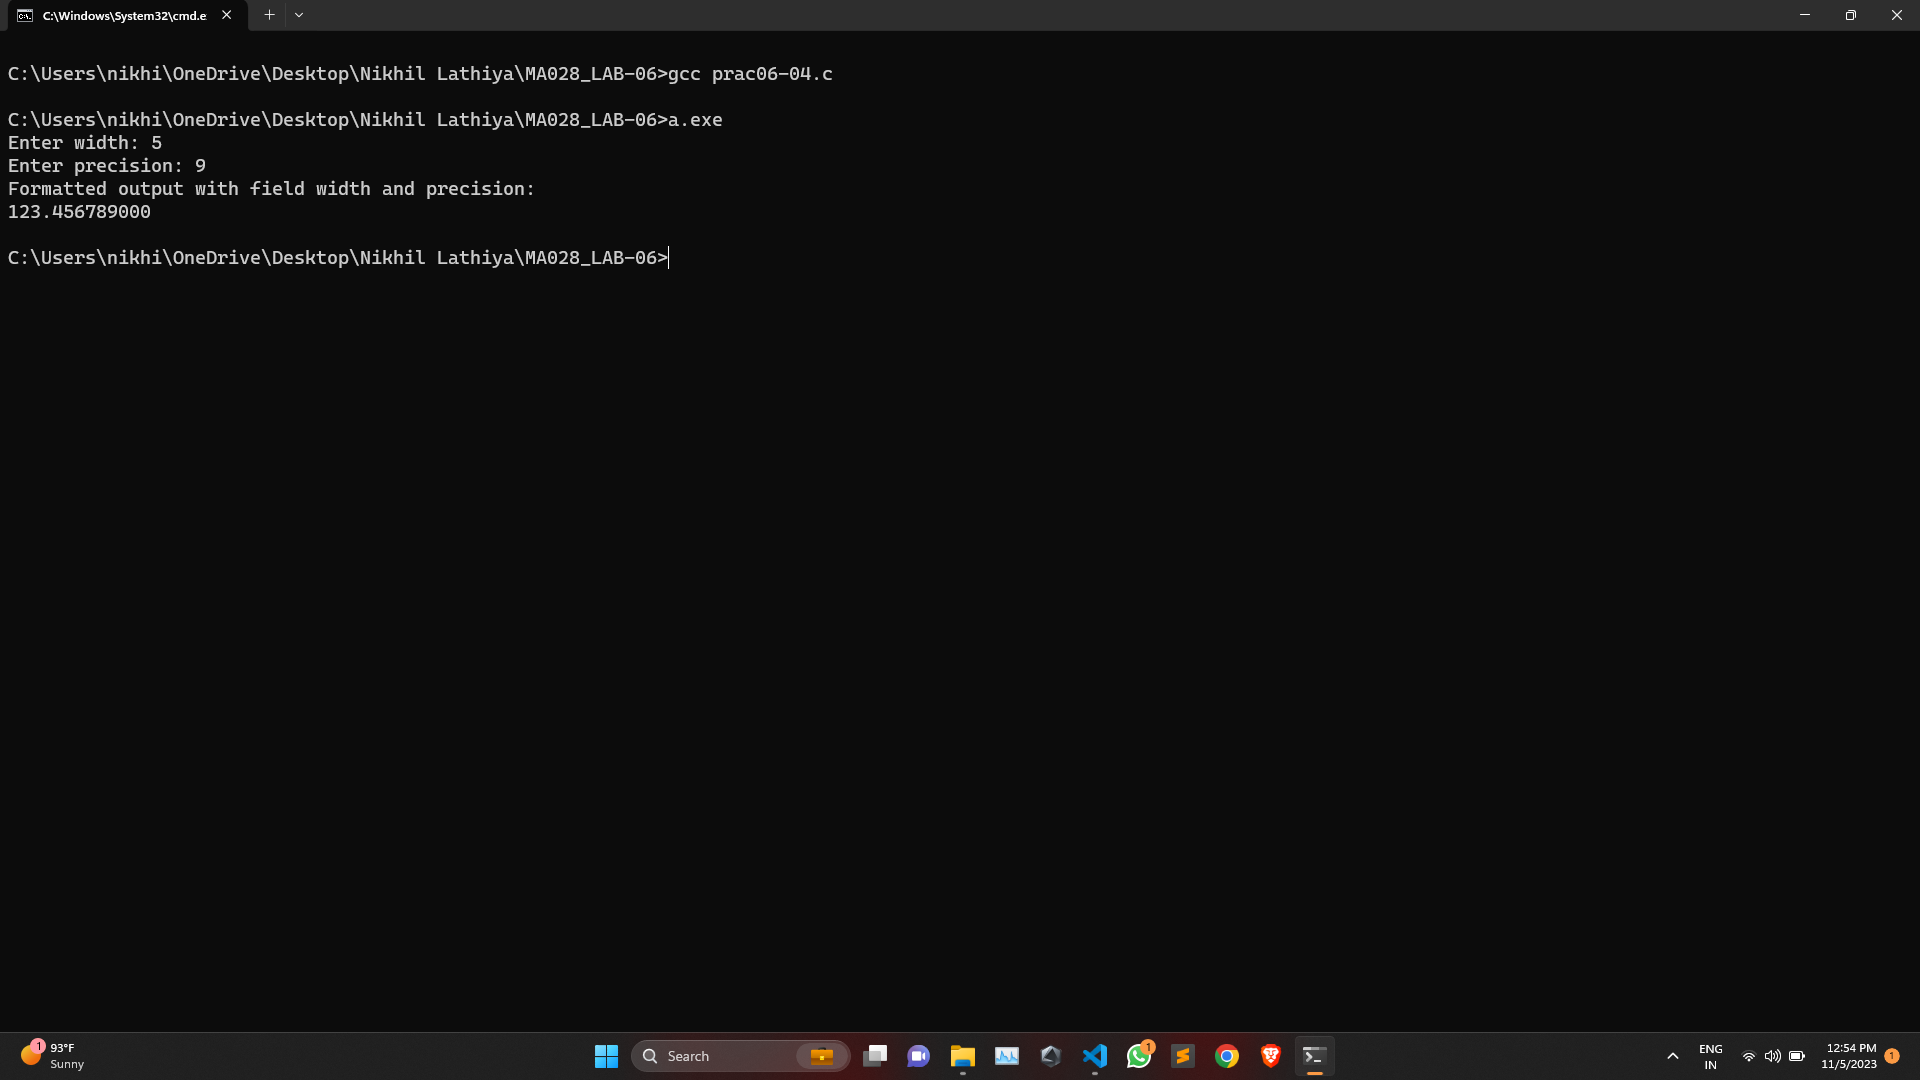 C:\Windows\System32\cmd.e
C:\Users\nikhi\OneDrive\Desktop\Nikhil Lathiya\MA028_LAB-06>gcc prac06-04.c
C:\Users\nikhi\OneDrive\Desktop\Nikhil Lathiya\MA028_LAB-06>a.exe
Enter width: 5
Enter precision: 9
Formatted output with field width and precision:
123.456789000
C:\Users\nikhi\OneDrive\Desktop\Nikhil Lathiya\MA028_LAB-06>
1
93°F
Sunny
Search
1
ENG
IN
12:54 PM
11/5/2023
1